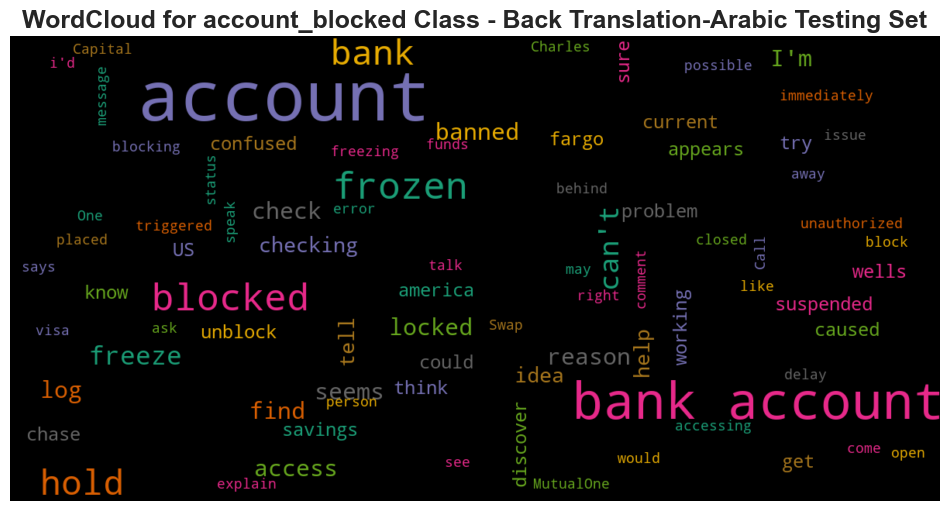 WordCloud for account_blocked Class - Back Translation-Arabic Testing Set
Capital
bank
Charles
sure
I'm
i'd
possible
message
account
immediately
banned
fargo
current
try
issue
blocking
confused
freezing
funds
appears
status
frozen
behind
away
One
speak
check
error
can't
problem
triggered
unauthorized
placed
US
checking
closed
Call
block
says
talk
may
comment
wells
know
blocked
america
right
like
suspended
visa
ask
unblock
tell
locked
Swap
working
caused
freeze
could
reason
help
log
seems
think
idea
delay
person
find
bank account
chase
savings
discover
accessing
hold
access
see
would
get
come
open
explain
MutualOne